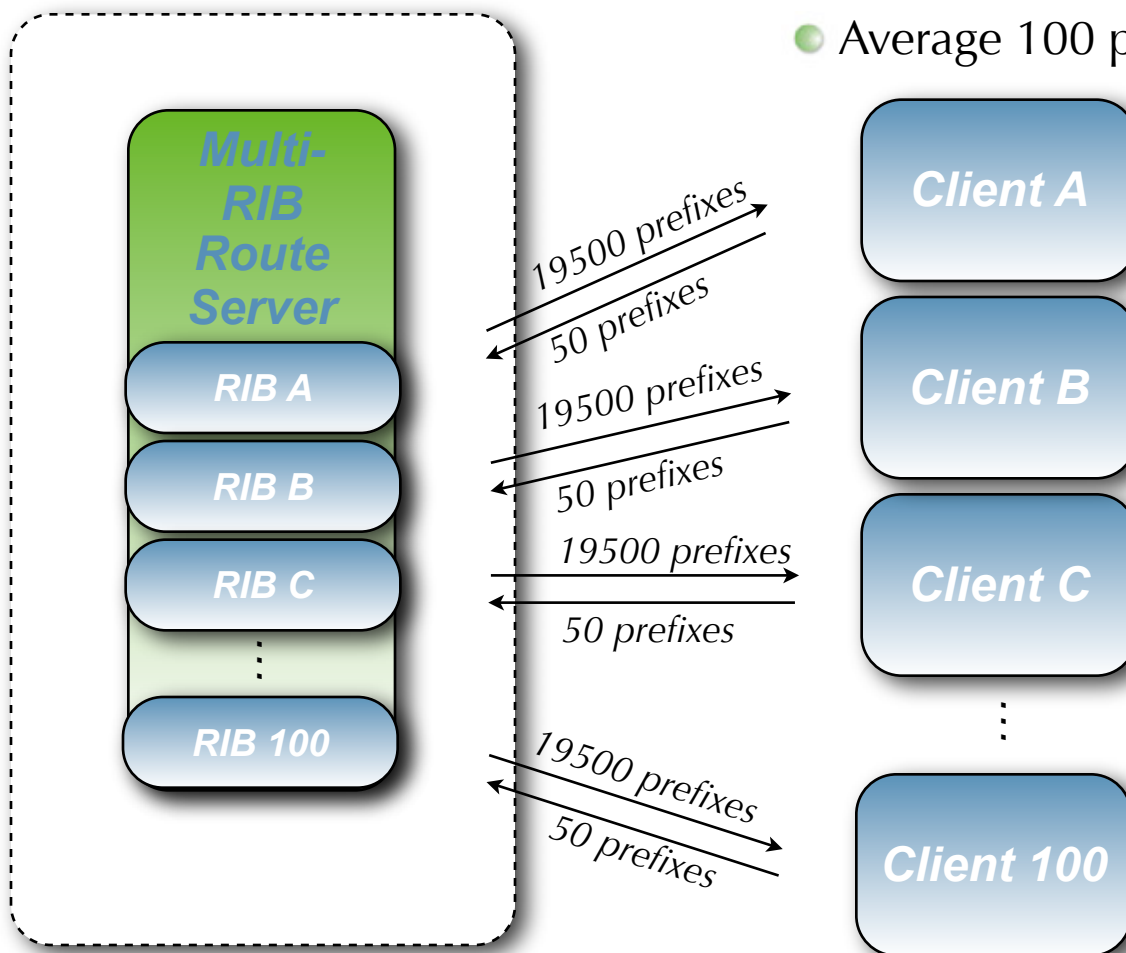 Average 100 p
Multi-
RIB
Route
Server
RIB A
RIB B
RIB C
⋮
RIB 100
19500 prefixes
50 prefixes
19500 prefixes
50 prefixes
19500 prefixes
50 prefixes
⋮
19500 prefixes
50 prefixes
Client A
Client B
Client C
Client 100